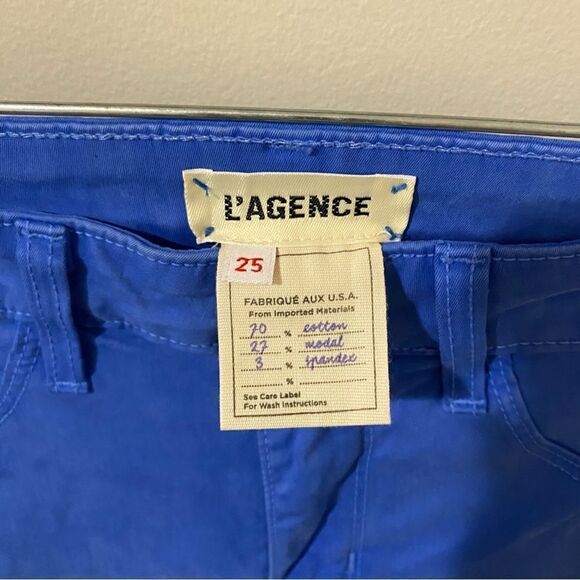 L'AGENCE
25
FABRIQUÉ AUX U.S.A.
From Imported Materials
70 % cotton
27 % modal
3 % spandex
%
See Care Label
For Wash Instructions